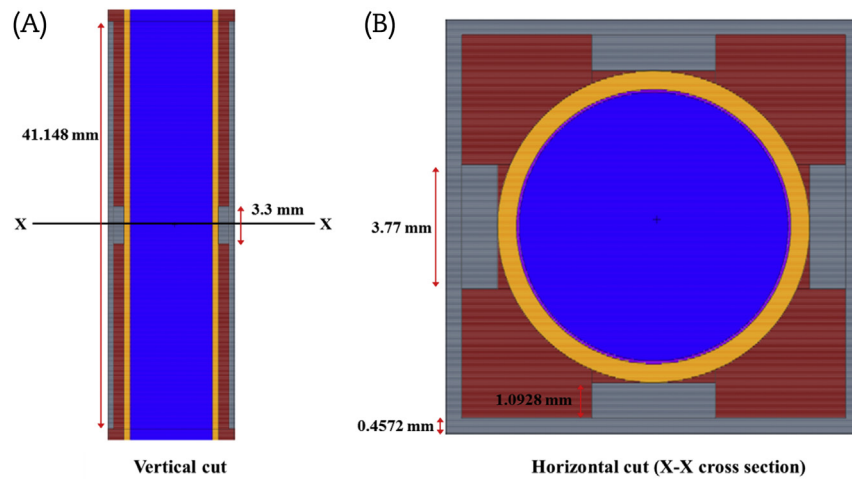 (A)
41.148 mm
3.3 mm
X
X
Vertical cut
(B)
3.77 mm
1.0928 mm
0.4572 mm
Horizontal cut (X-X cross section)